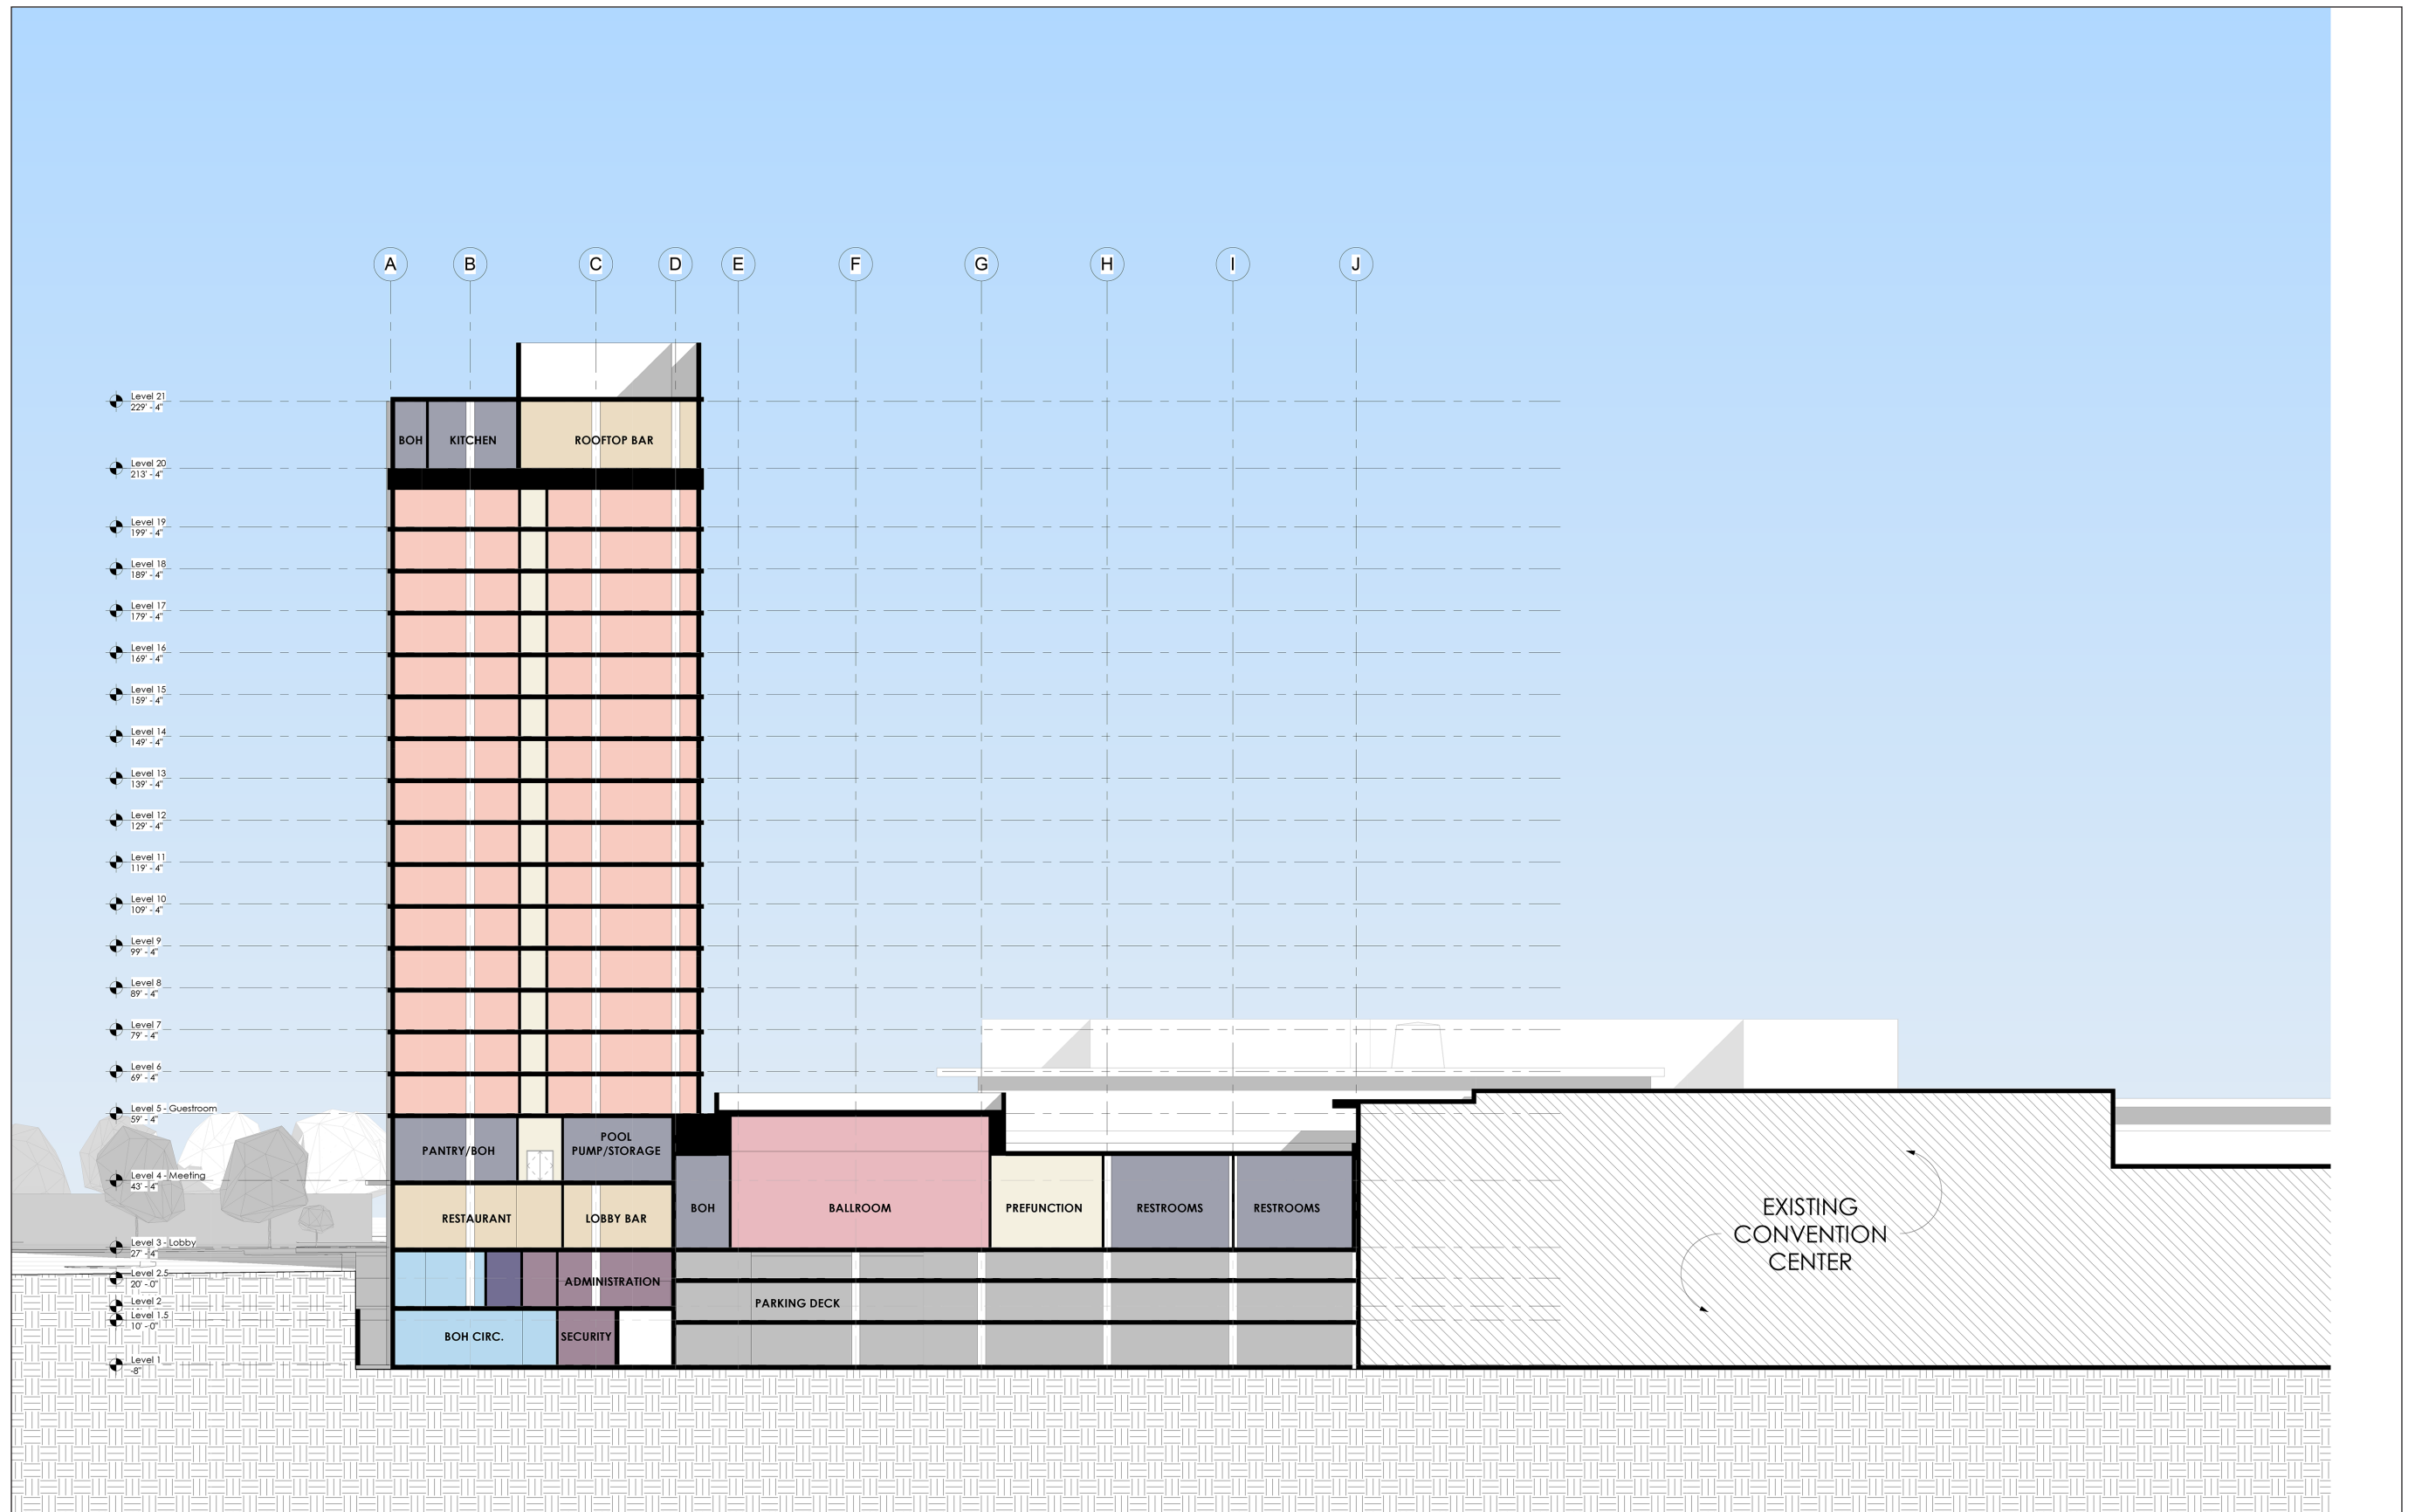 A B C D E F G H I J
Level 21
229' - 4"
BOH KITCHEN ROOFTOP BAR
Level 20
213' - 4"
Level 19
199' - 4"
Level 18
189' - 4"
Level 17
179' - 4"
Level 16
169' - 4"
Level 15
159' - 4"
Level 14
149' - 4"
Level 13
139' - 4"
Level 12
129' - 4"
Level 11
119' - 4"
Level 10
109' - 4"
Level 9
99' - 4"
Level 8
89' - 4"
Level 7
79' - 4"
Level 6
69' - 4"
Level 5 - Guestroom
59' - 4"
PANTRY/BOH
POOL
PUMP/STORAGE
Level 4 - Meeting
43' - 4"
RESTAURANT LOBBY BAR
BOH BALLROOM PREFUNCTION RESTROOMS RESTROOMS
EXISTING
CONVENTION
CENTER
Level 3 - Lobby
27' - 4"
Level 2.5
20' - 0"
ADMINISTRATION
Level 2
PARKING DECK
Level 1.5
10' - 0"
BOH CIRC. SECURITY
Level 1
-8"